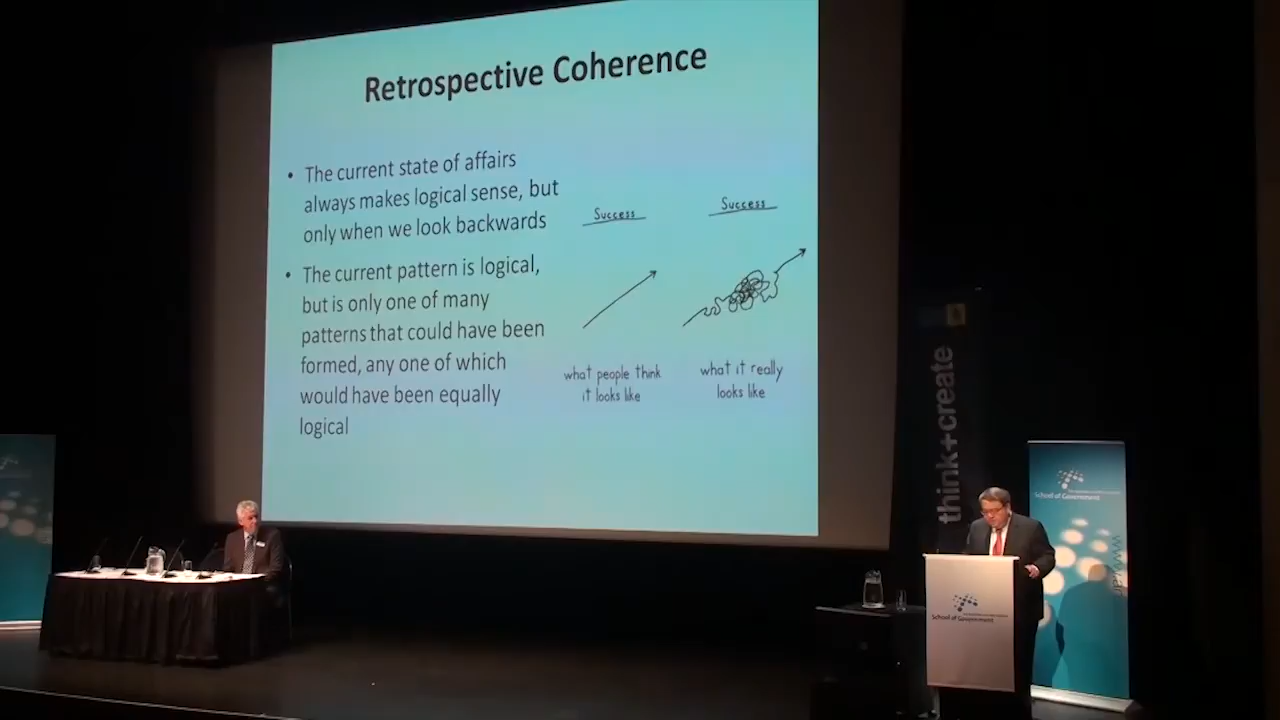 Retrospective Coherence
• The current state of affairs
always makes logical sense, but
only when we look backwards
• The current pattern is logical,
but is only one of many
patterns that could have been
formed, any one of which
would have been equally
logical
Success
what people think
it looks like
Success
what it really
looks like
think+create
School of Government
School of Government